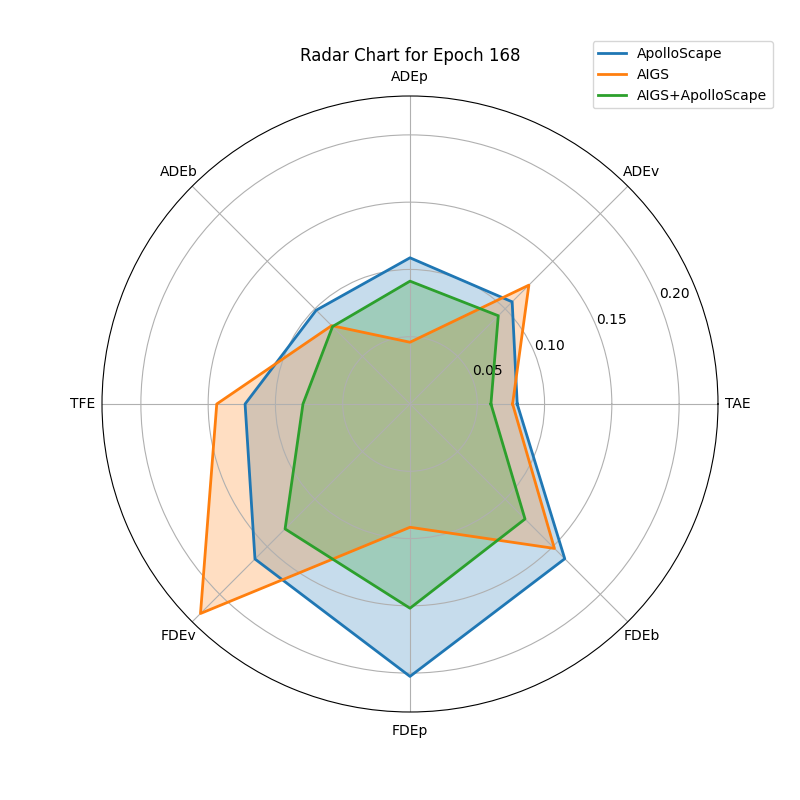 Radar Chart for Epoch 168
ApolloScape
AIGS
AIGS+ApolloScape
ADEp
ADEb
ADEv
0.20
0.15
0.10
0.05
TFE
TAE
FDEv
FDEb
FDEp